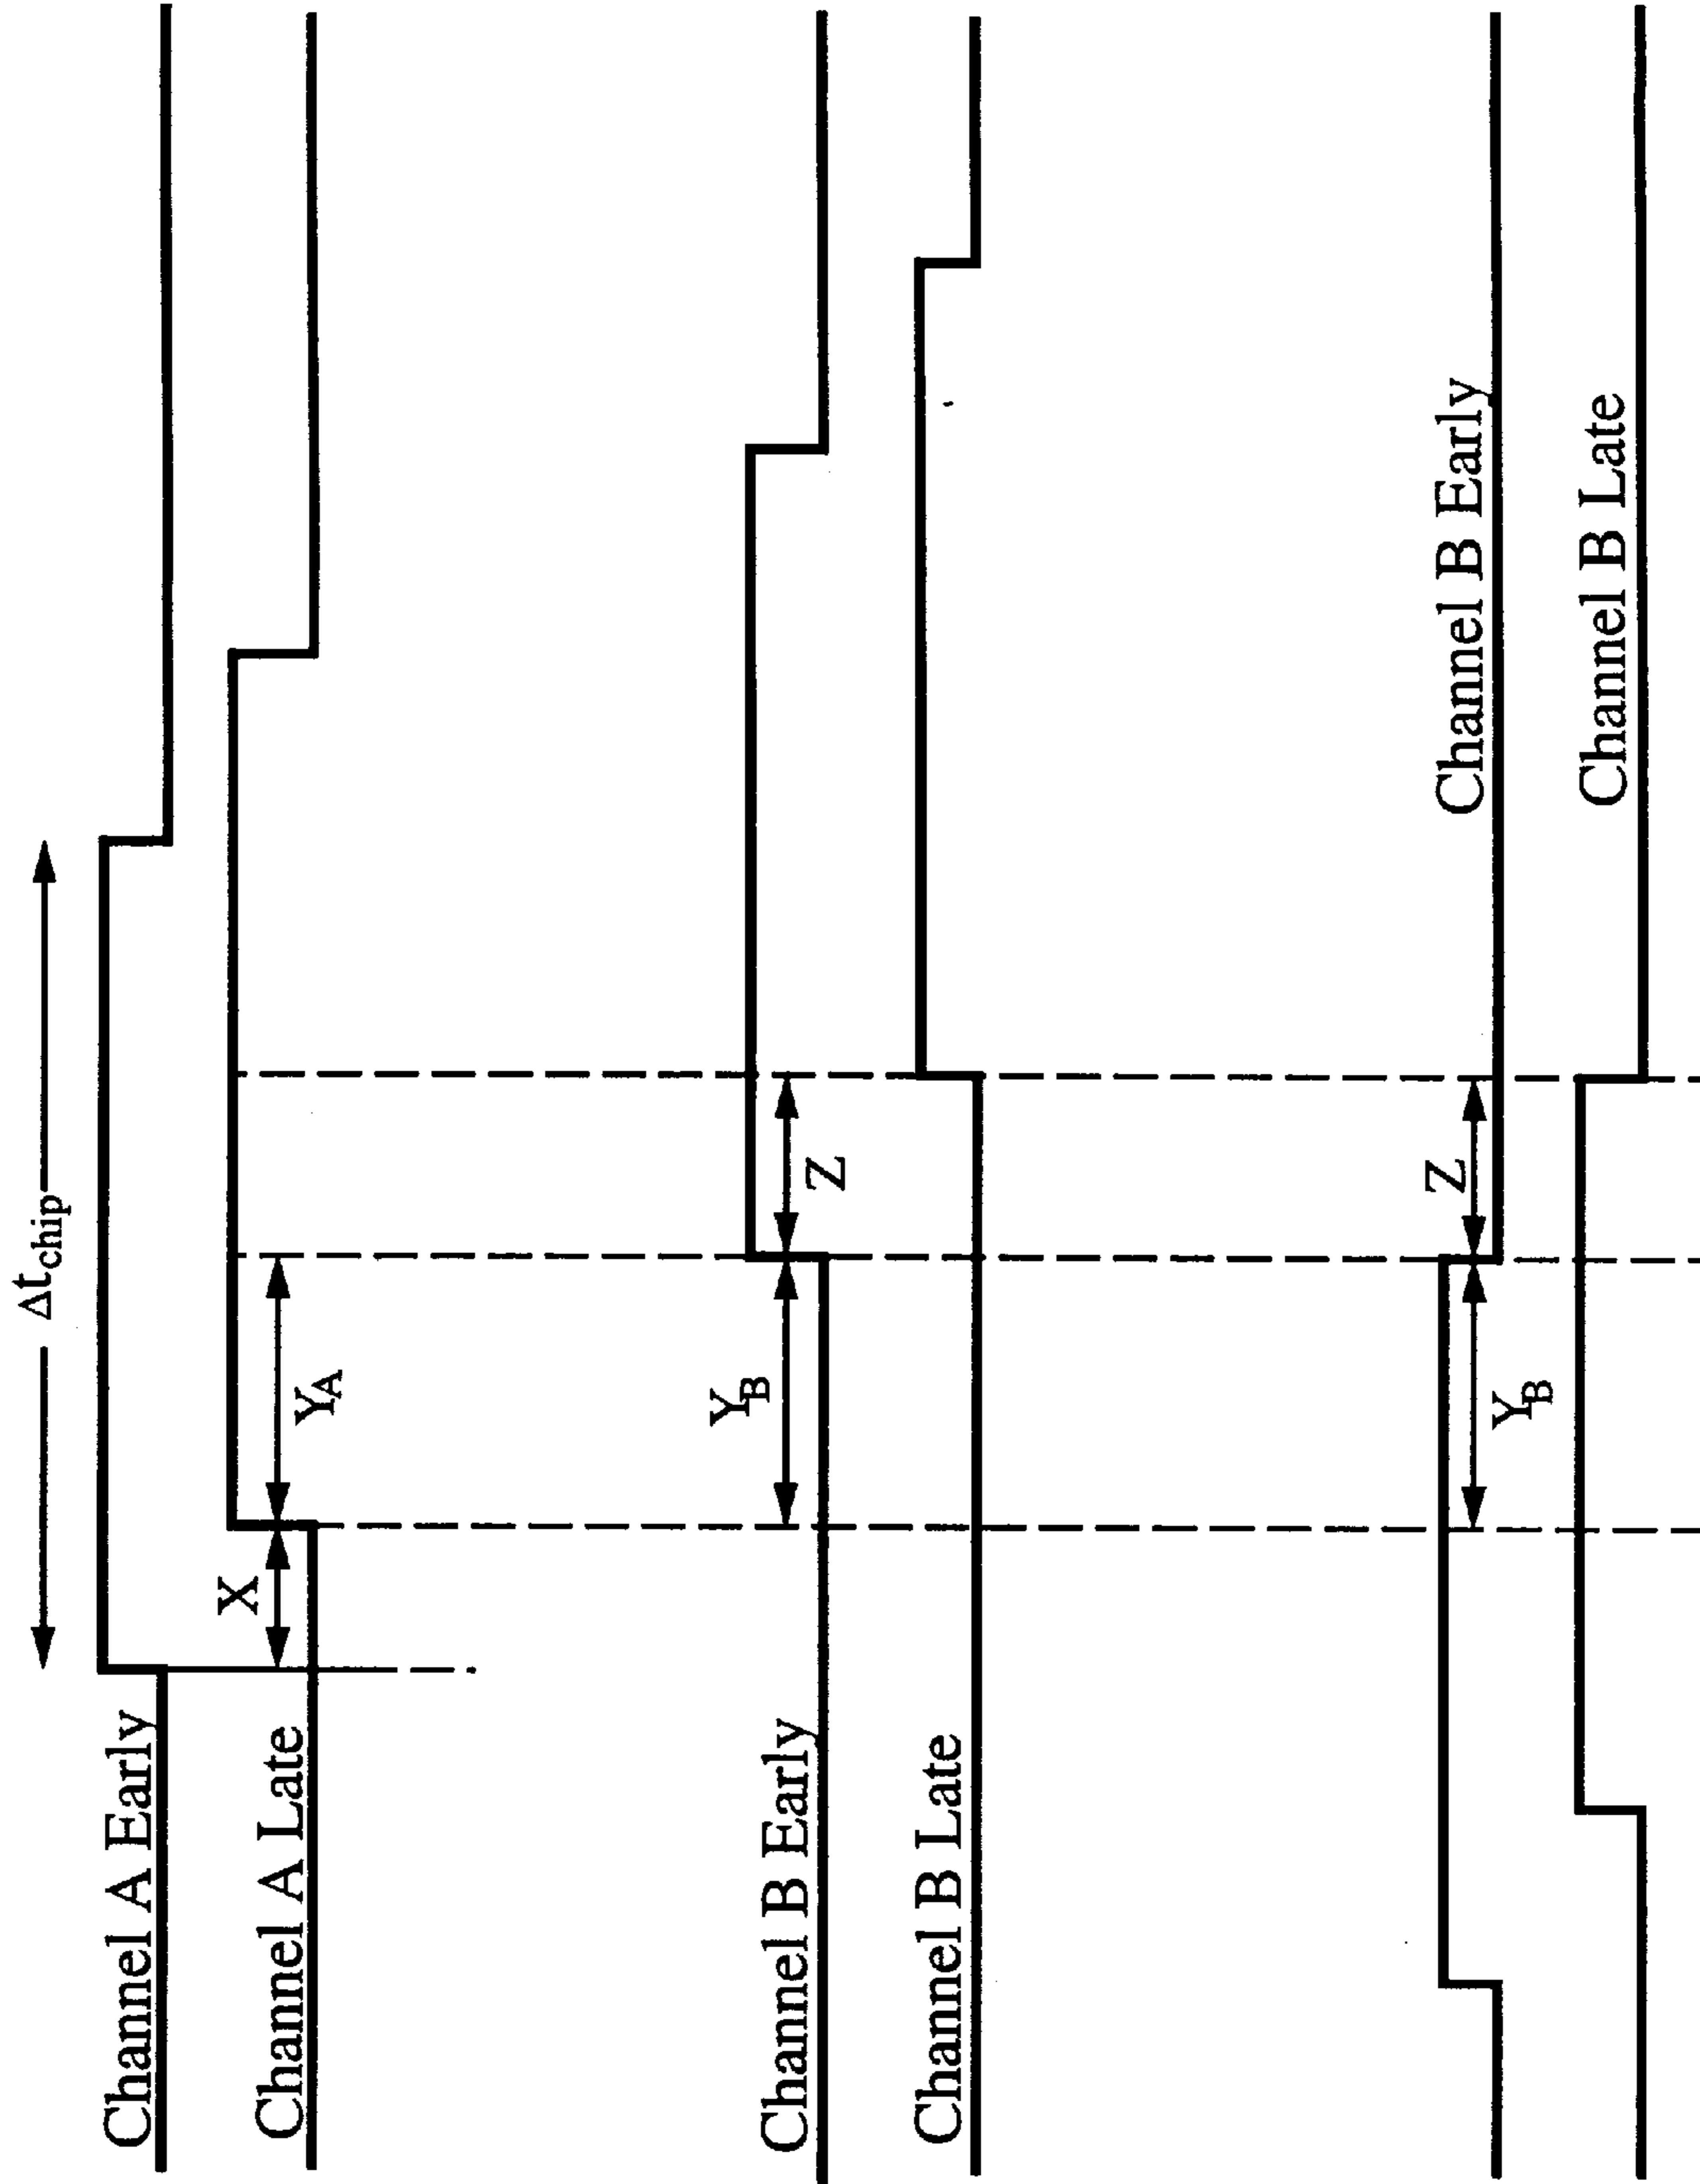 Δt_chip
Channel A Early
Channel A Late
X
Y_A
Channel B Early
Y_B
Z
Channel B Late
Channel B Early
Y_B
Z
Channel B Late